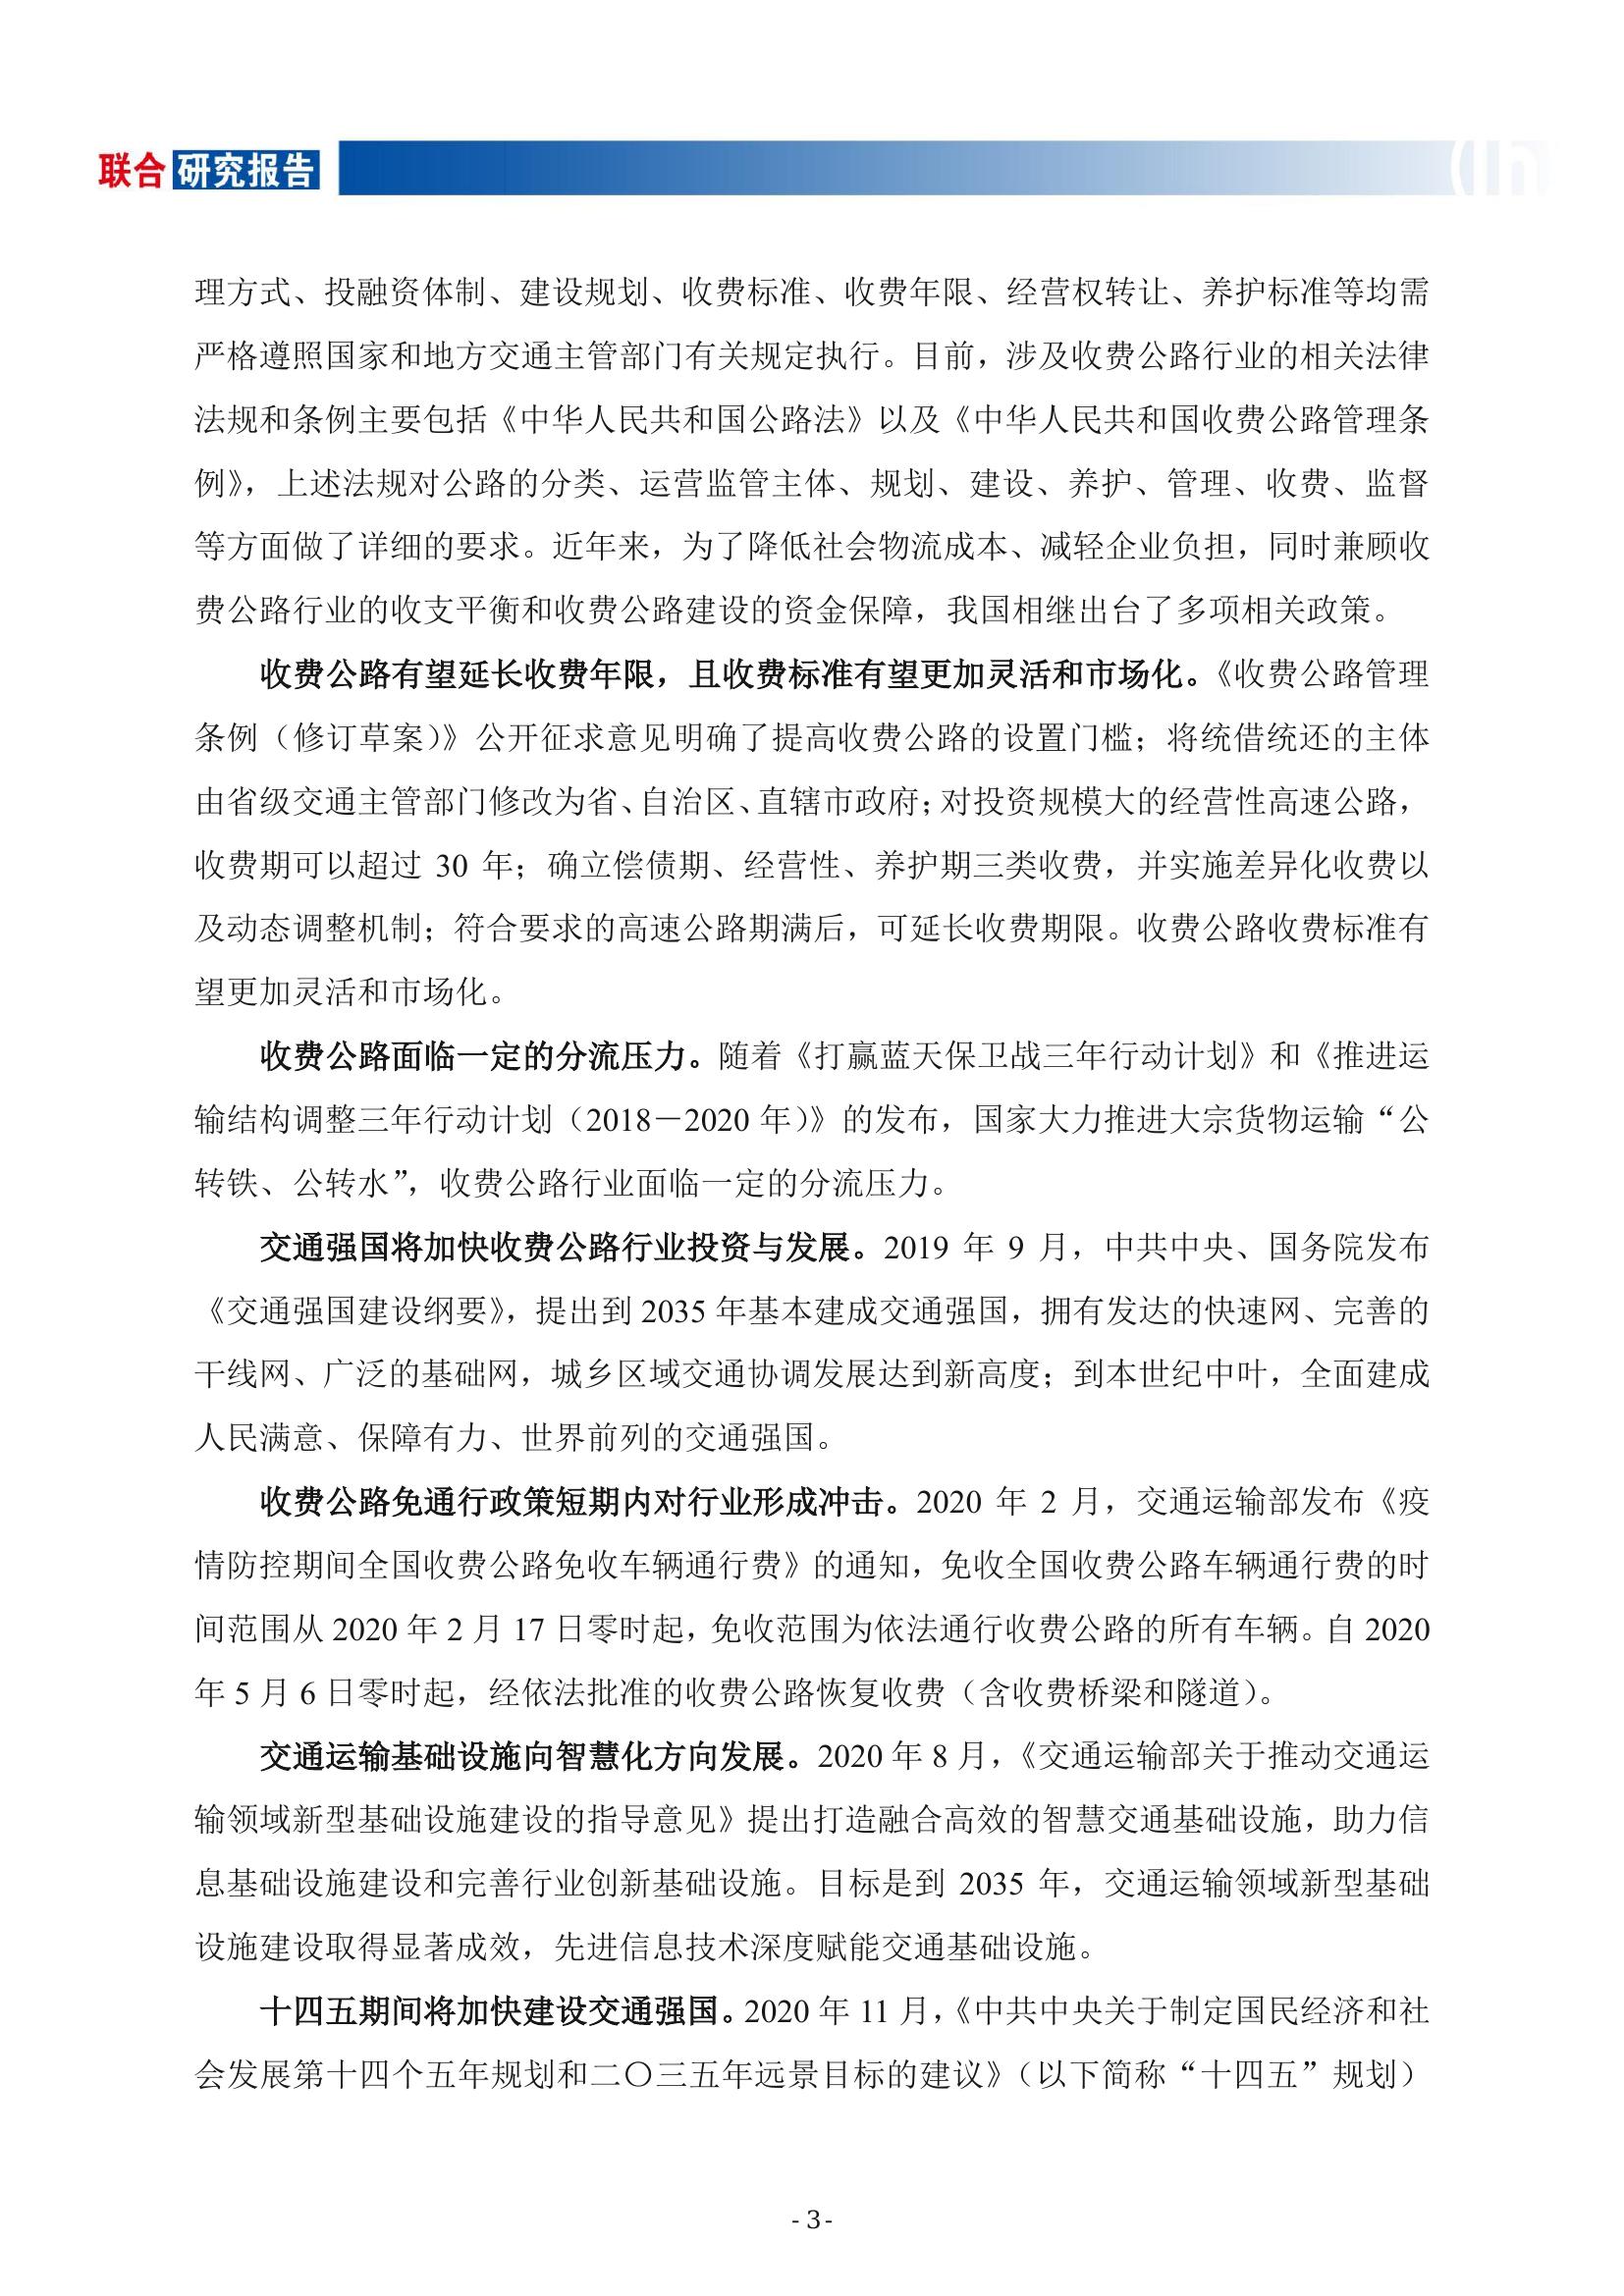 联合 研究报告
理方式、投融资体制、建设规划、收费标准、收费年限、经营权转让、养护标准等均需
严格遵照国家和地方交通主管部门有关规定执行。目前，涉及收费公路行业的相关法律
法规和条例主要包括《中华人民共和国公路法》以及《中华人民共和国收费公路管理条
例》，上述法规对公路的分类、运营监管主体、规划、建设、养护、管理、收费、监督
等方面做了详细的要求。近年来，为了降低社会物流成本、减轻企业负担，同时兼顾收
费公路行业的收支平衡和收费公路建设的资金保障，我国相继出台了多项相关政策。
收费公路有望延长收费年限，且收费标准有望更加灵活和市场化。《收费公路管理
条例（修订草案）》公开征求意见明确了提高收费公路的设置门槛；将统借统还的主体
由省级交通主管部门修改为省、自治区、直辖市政府；对投资规模大的经营性高速公路，
收费期可以超过 30 年；确立偿债期、经营性、养护期三类收费，并实施差异化收费以
及动态调整机制；符合要求的高速公路期满后，可延长收费期限。收费公路收费标准有
望更加灵活和市场化。
收费公路面临一定的分流压力。随着《打赢蓝天保卫战三年行动计划》和《推进运
输结构调整三年行动计划（2018－2020 年）》的发布，国家大力推进大宗货物运输“公
转铁、公转水”，收费公路行业面临一定的分流压力。
交通强国将加快收费公路行业投资与发展。2019 年 9 月，中共中央、国务院发布
《交通强国建设纲要》，提出到 2035 年基本建成交通强国，拥有发达的快速网、完善的
干线网、广泛的基础网，城乡区域交通协调发展达到新高度；到本世纪中叶，全面建成
人民满意、保障有力、世界前列的交通强国。
收费公路免通行政策短期内对行业形成冲击。2020 年 2 月，交通运输部发布《疫
情防控期间全国收费公路免收车辆通行费》的通知，免收全国收费公路车辆通行费的时
间范围从 2020 年 2 月 17 日零时起，免收范围为依法通行收费公路的所有车辆。自 2020
年 5 月 6 日零时起，经依法批准的收费公路恢复收费（含收费桥梁和隧道）。
交通运输基础设施向智慧化方向发展。2020 年 8 月，《交通运输部关于推动交通运
输领域新型基础设施建设的指导意见》提出打造融合高效的智慧交通基础设施，助力信
息基础设施建设和完善行业创新基础设施。目标是到 2035 年，交通运输领域新型基础
设施建设取得显著成效，先进信息技术深度赋能交通基础设施。
十四五期间将加快建设交通强国。2020 年 11 月，《中共中央关于制定国民经济和社
会发展第十四个五年规划和二〇三五年远景目标的建议》（以下简称“十四五”规划）
- 3 -